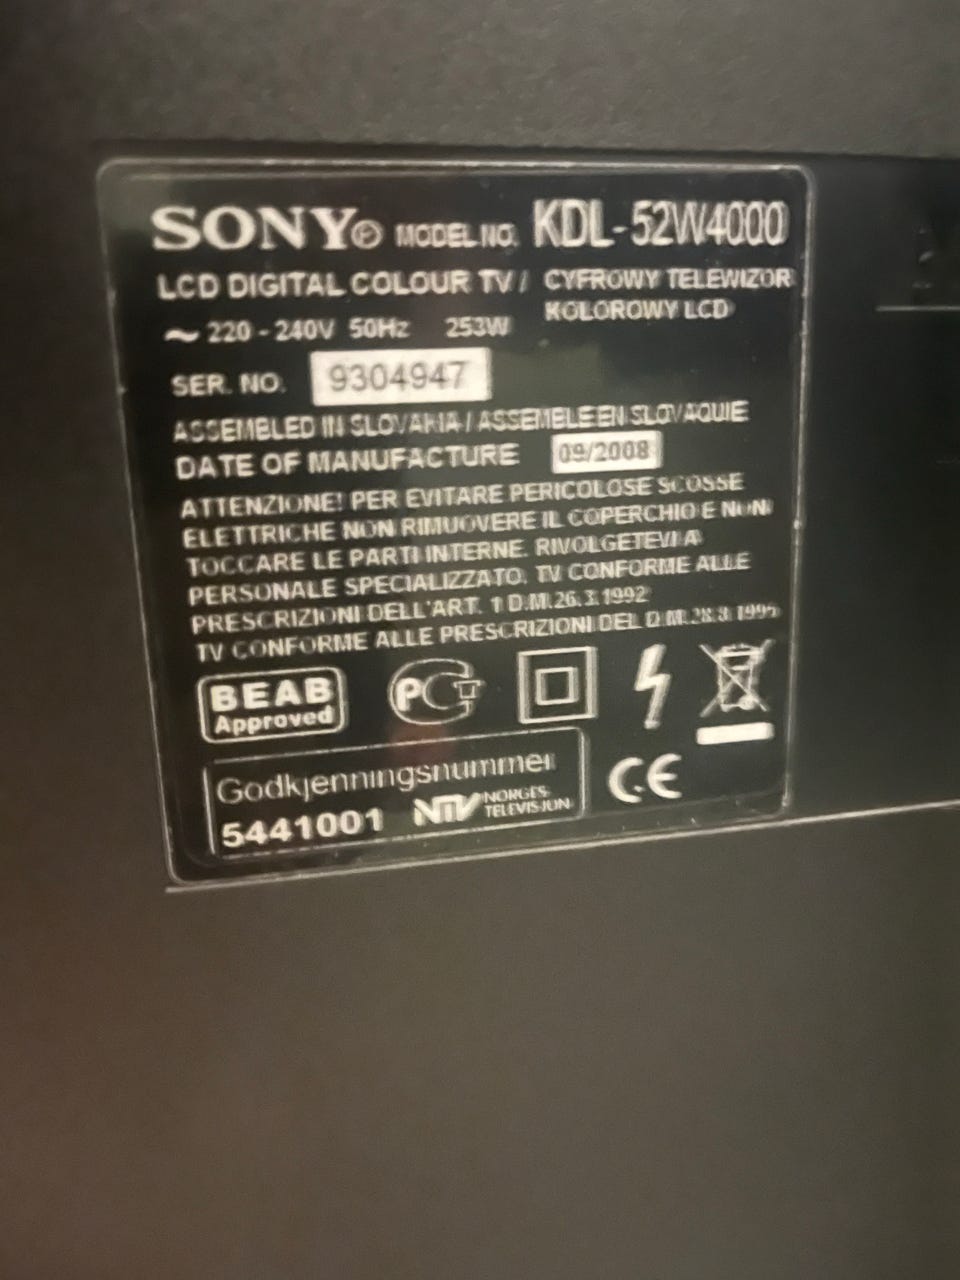 SONY® MODEL NO. KDL-52W4000
LCD DIGITAL COLOUR TV / CYFROWY TELEWIZOR
KOLOROWY LCD
~ 220 - 240V 50Hz 253W
SER. NO. 9304947
ASSEMBLED IN SLOVAKIA / ASSEMBLE EN SLOVAQUIE
DATE OF MANUFACTURE 09/2008
ATTENZIONE! PER EVITARE PERICOLOSE SCOSSE
ELETTRICHE NON RIMUOVERE IL COPERCHIO E NON
TOCCARE LE PARTI INTERNE. RIVOLGETEVI A
PERSONALE SPECIALIZZATO. TV CONFORME ALLE
PRESCRIZIONI DELL'ART. 1 D.M.26.3.1992
TV CONFORME ALLE PRESCRIZIONI DEL D.M.
BEAB
Approved
PCT
CE
Godkjenningsnummer
5441001 NTV NORGES
TELEVISJON